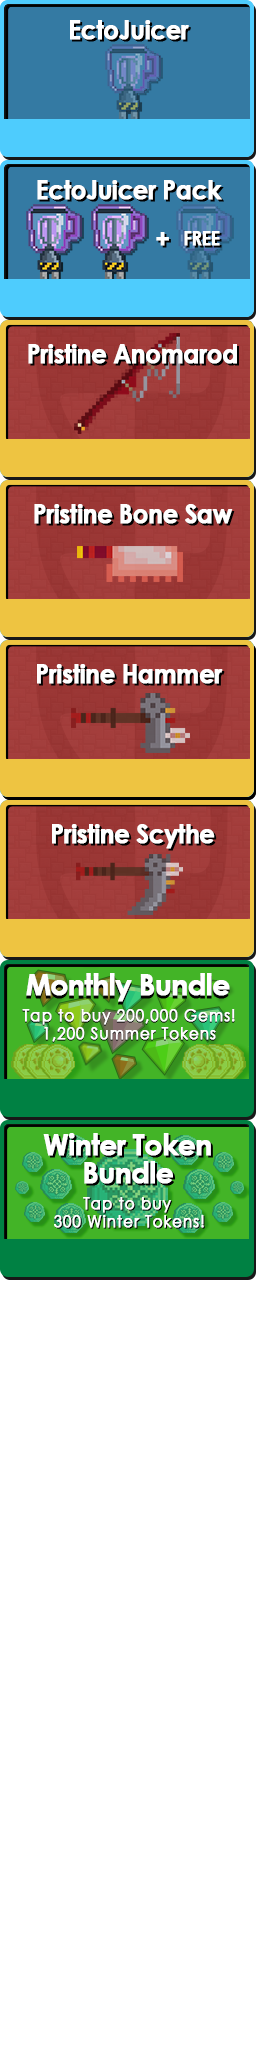 EctoJuicer
EctoJuicer Pack
+ FREE
Pristine Anomarod
Pristine Bone Saw
Pristine Hammer
Pristine Scythe
Monthly Bundle
Tap to buy 200,000 Gems!
1,200 Summer Tokens
Winter Token
Bundle
Tap to buy
300 Winter Tokens!